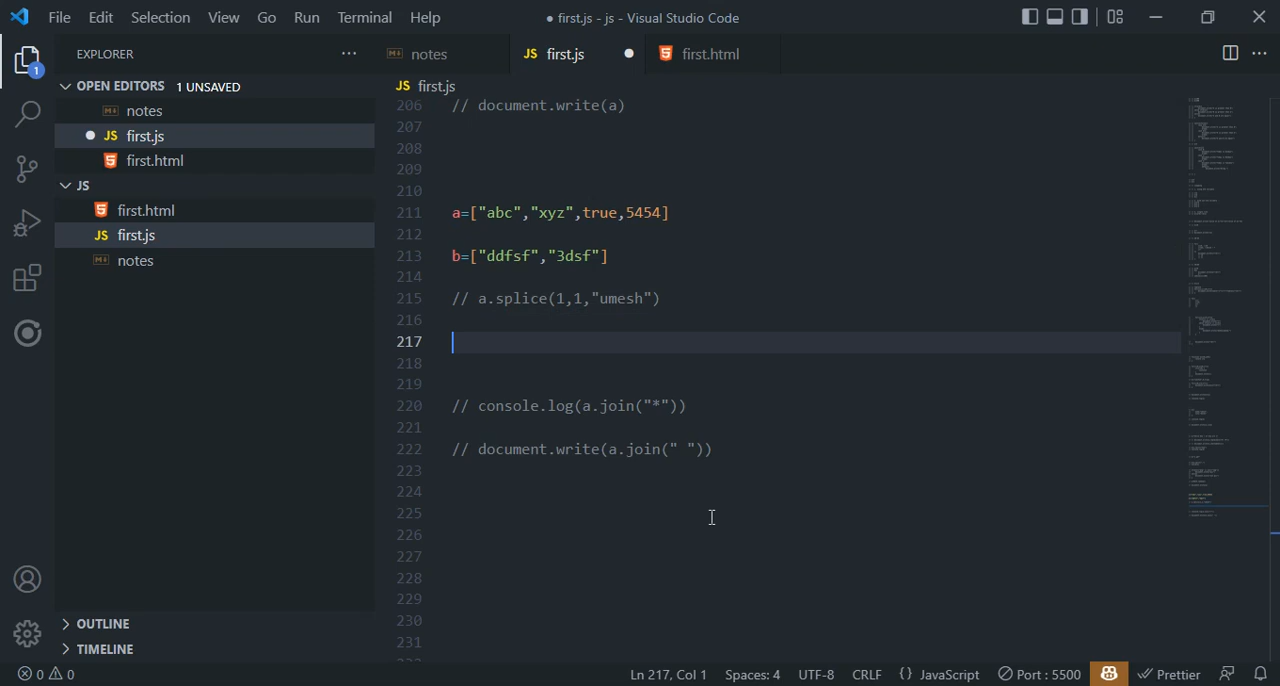 File Edit Selection View Go Run Terminal Help
● first.js - js - Visual Studio Code
EXPLORER
notes
JS first.js
first.html
OPEN EDITORS 1 UNSAVED
notes
JS first.js
first.html
JS
first.html
JS first.js
notes
OUTLINE
TIMELINE
1
JS first.js
206 // document.write(a)
207
208
209
210
211 a=["abc","xyz",true,5454]
212
213 b=["ddfsf","3dsf"]
214
215 // a.splice(1,1,"umesh")
216
217
218
219
220 // console.log(a.join("*"))
221
222 // document.write(a.join(" "))
223
224
225
226
227
228
229
230
231
0 0
Ln 217, Col 1 Spaces: 4 UTF-8 CRLF {} JavaScript Port : 5500 Prettier